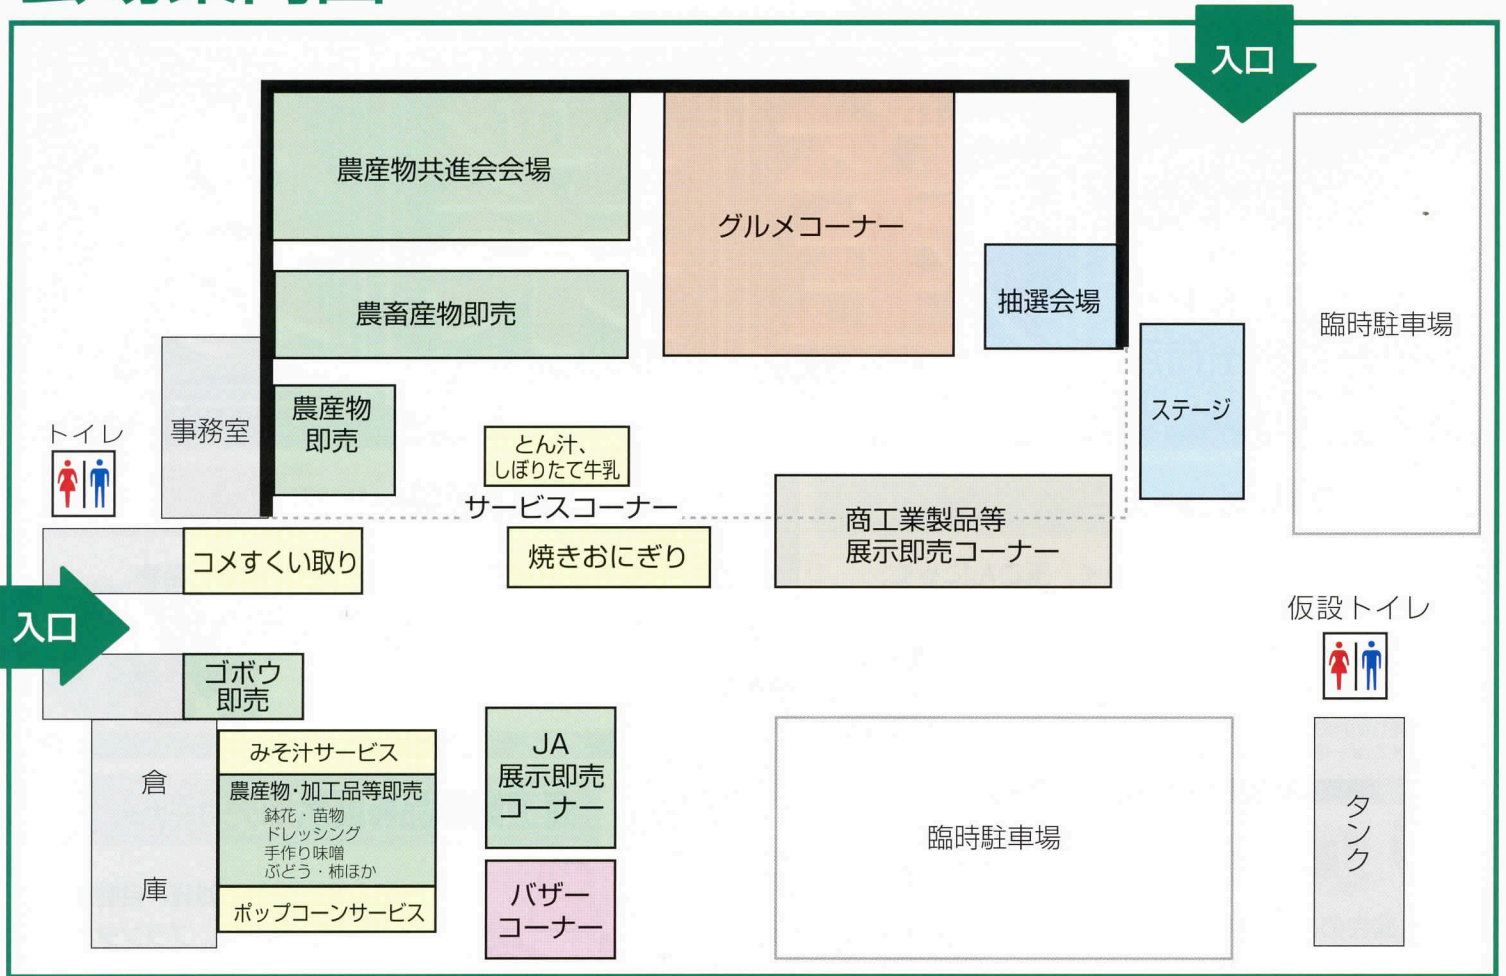 入口
農産物共進会会場
グルメコーナー
農畜産物即売
抽選会場
臨時駐車場
ステージ
事務室
農産物
即売
トイレ
とん汁、
しぼりたて牛乳
サービスコーナー
商工業製品等
展示即売コーナー
コメすくい取り
焼きおにぎり
入口
仮設トイレ
ゴボウ
即売
倉庫
みそ汁サービス
農産物・加工品等即売
鉢花・苗物
ドレッシング
手作り味噌
ぶどう・柿ほか
ポップコーンサービス
JA
展示即売
コーナー
バザー
コーナー
臨時駐車場
タンク